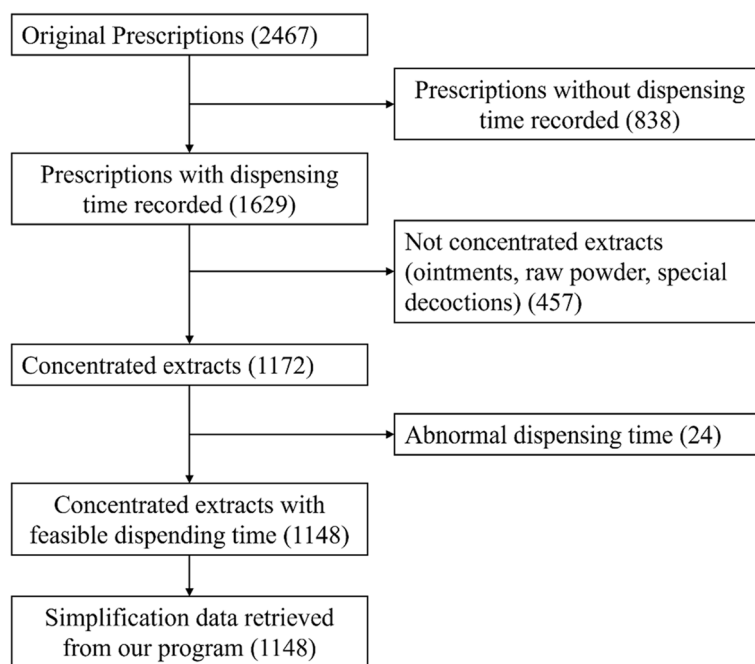 Original Prescriptions (2467)
Prescriptions without dispensing
time recorded (838)
Prescriptions with dispensing
time recorded (1629)
Not concentrated extracts
(ointments, raw powder, special
decoctions) (457)
Concentrated extracts (1172)
Abnormal dispensing time (24)
Concentrated extracts with
feasible dispending time (1148)
Simplification data retrieved
from our program (1148)